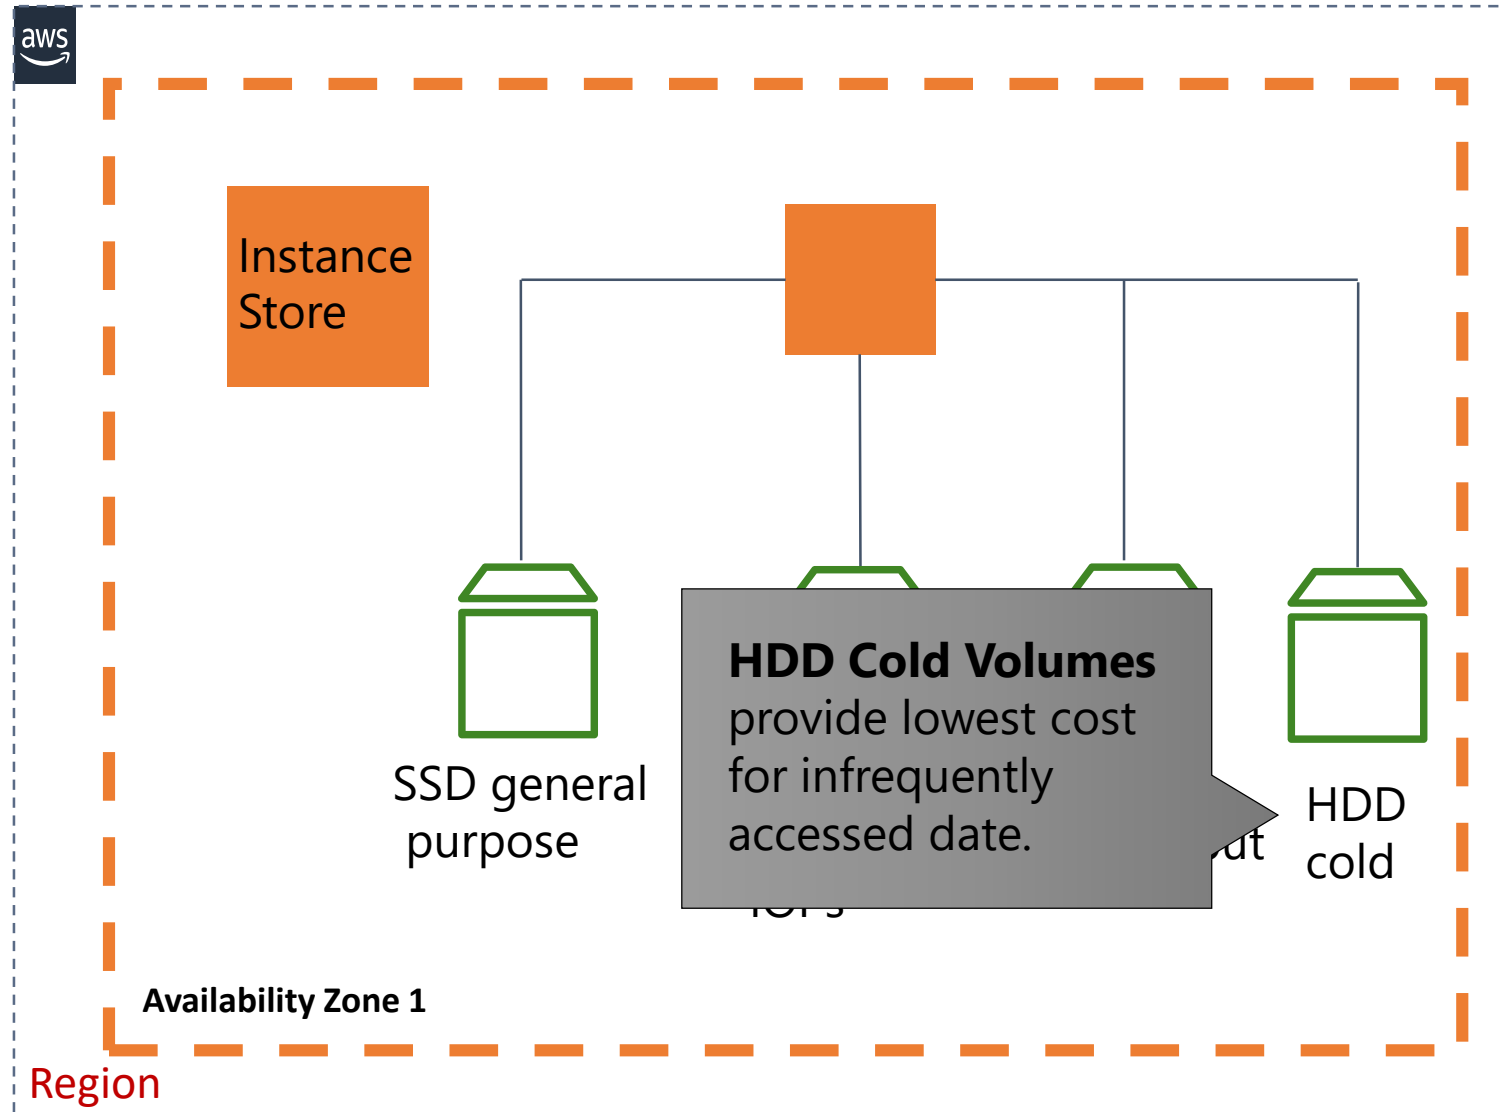 aws
Instance
Store
SSD general
purpose
HDD Cold Volumes
provide lowest cost
for infrequently
accessed date.
HDD
cold
Availability Zone 1
Region